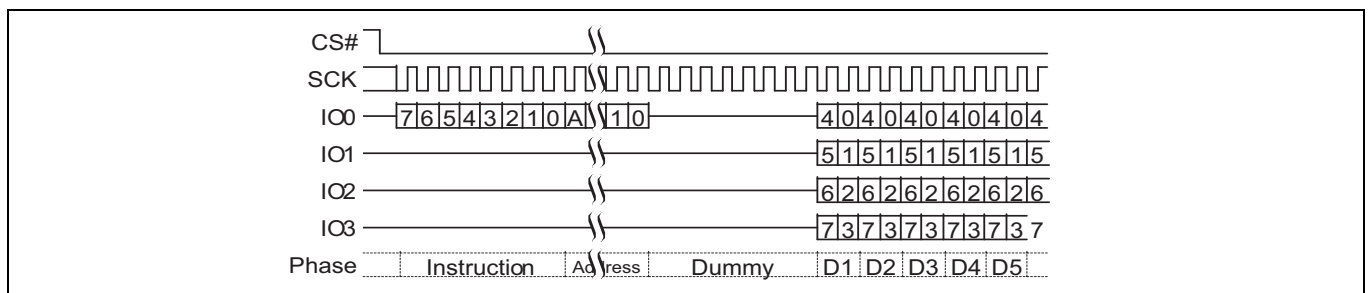 CS#
SCK
IO0 7 6 5 4 3 2 1 0 A 1 0 4 0 4 0 4 0 4 0 4 0 4
IO1 5 1 5 1 5 1 5 1 5 1 5
IO2 6 2 6 2 6 2 6 2 6 2 6
IO3 7 3 7 3 7 3 7 3 7 3 7
Phase Instruction Address Dummy D1 D2 D3 D4 D5